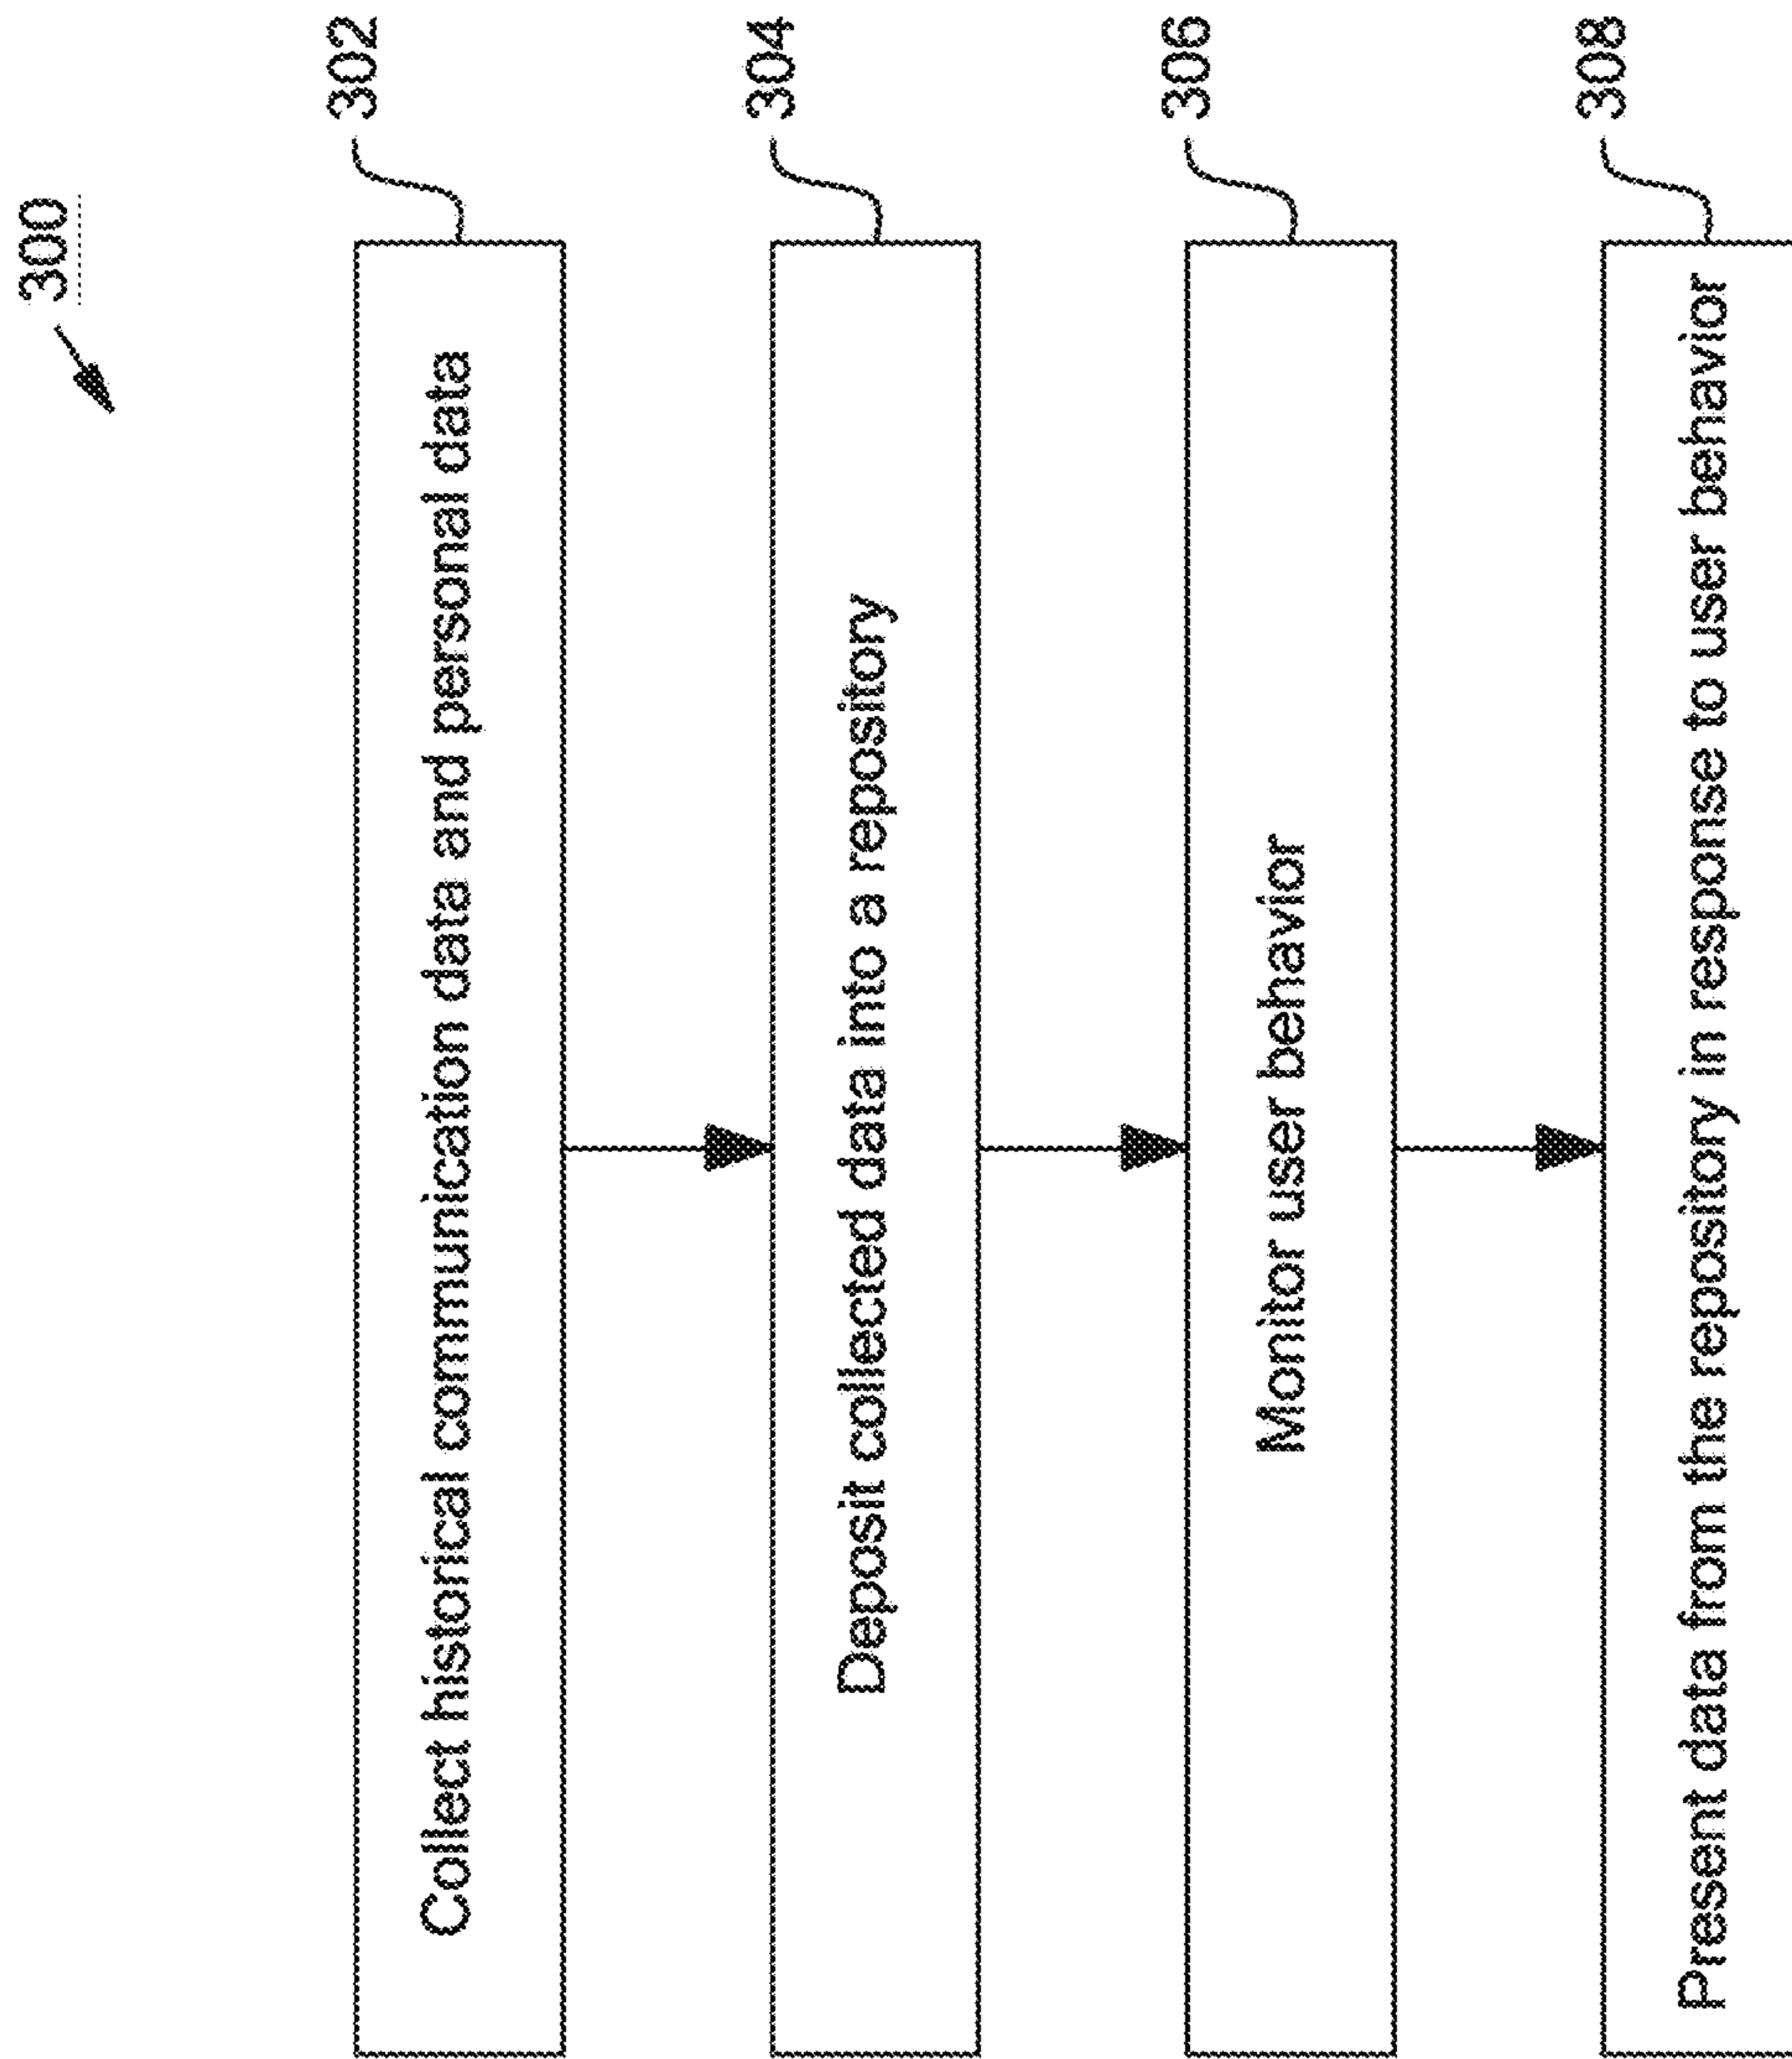 300
Collect historical communication data and personal data
302
Deposit collected data into a repository
304
Monitor user behavior
306
Present data from the repository in response to user behavior
308